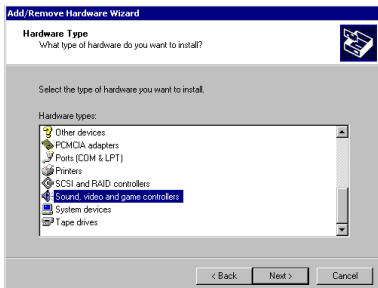 Add/Remove Hardware Wizard
Hardware Type
What type of hardware do you want to install?
Select the type of hardware you want to install.
Hardware types:
Other devices
PCMCIA adapters
Ports (COM & LPT)
Printers
SCSI and RAID controllers
Sound, video and game controllers
System devices
Tape drives
< Back
Next >
Cancel